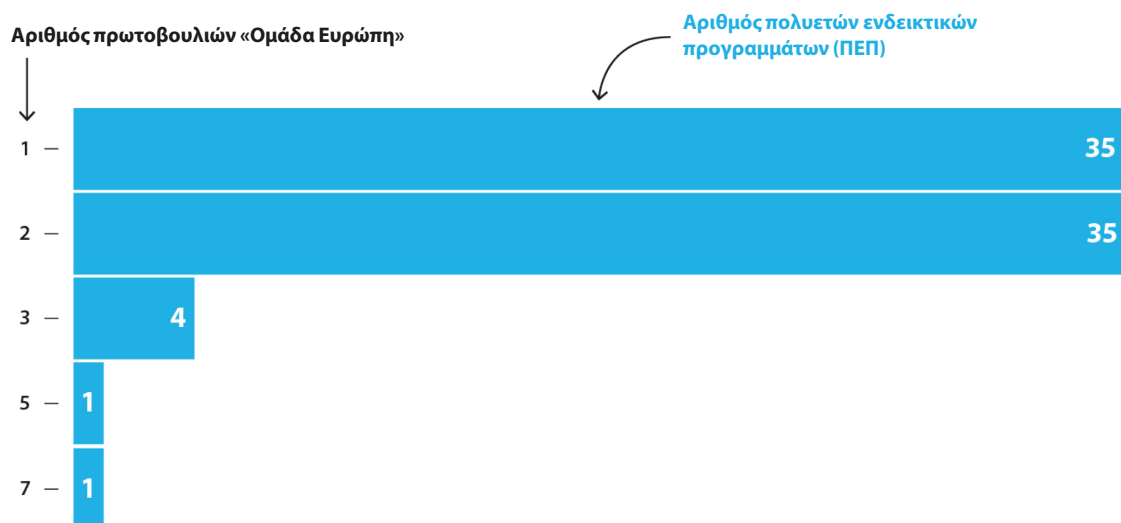 Αριθμός πρωτοβουλιών «Ομάδα Ευρώπη»
Αριθμός πολυετών ενδεικτικών
προγραμμάτων (ΠΕΠ)
1 — 35
2 — 35
3 — 4
5 — 1
7 — 1